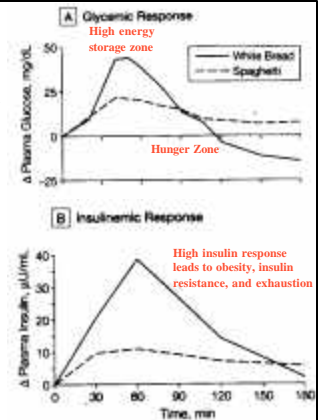 A Glycemic Response
High energy
storage zone
White Bread
Spaghetti
Δ Plasma Glucose, mg/dL
50
25
0
-25
Hunger Zone
B Insulinemic Response
High insulin response
leads to obesity, insulin
resistance, and exhaustion
Δ Plasma Insulin, μU/mL
40
30
20
10
0
0 30 60 90 120 150 180
Time, min